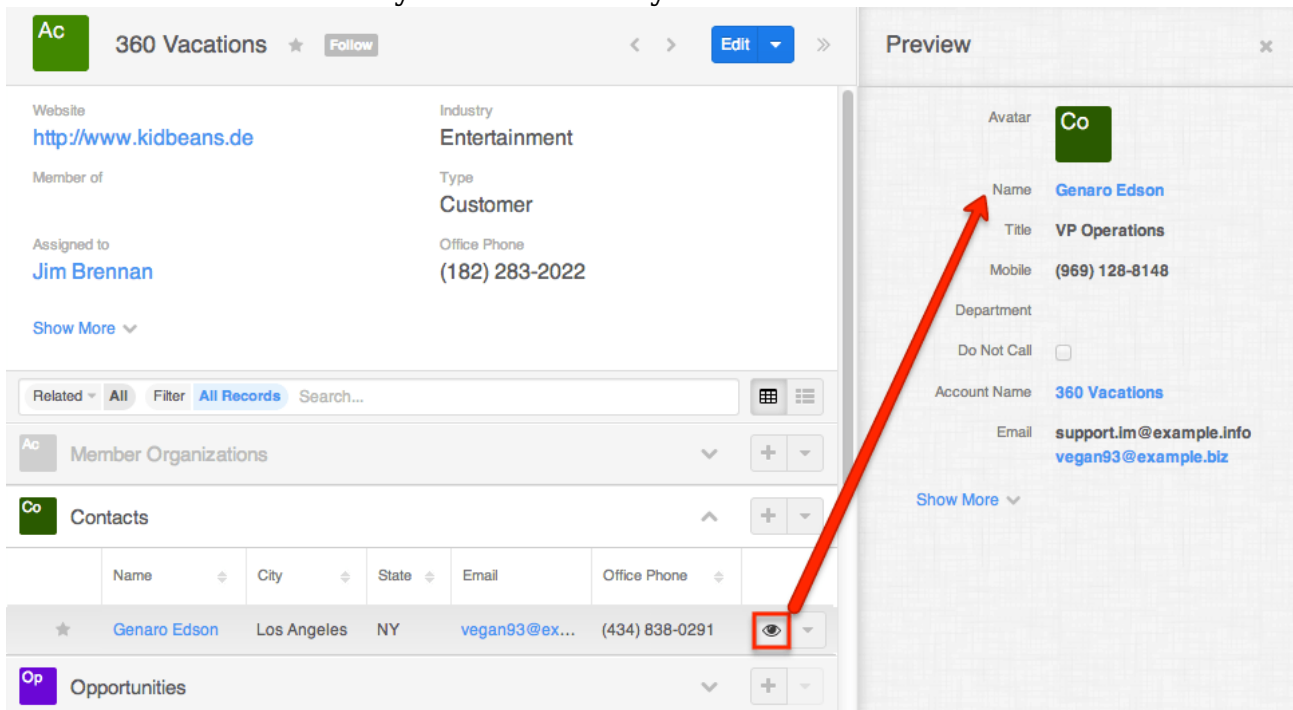 Ac
360 Vacations Follow Edit
Website
http://www.kidbeans.de
Industry
Entertainment
Member of
Type
Customer
Assigned to
Jim Brennan
Office Phone
(182) 283-2022
Show More
Related All Filter All Records Search...
Ac Member Organizations
Co Contacts
Name City State Email Office Phone
Genaro Edson Los Angeles NY vegan93@ex... (434) 838-0291
Op Opportunities
Preview
Avatar Co
Name Genaro Edson
Title VP Operations
Mobile (969) 128-8148
Department
Do Not Call
Account Name 360 Vacations
Email support.im@example.info
vegan93@example.biz
Show More